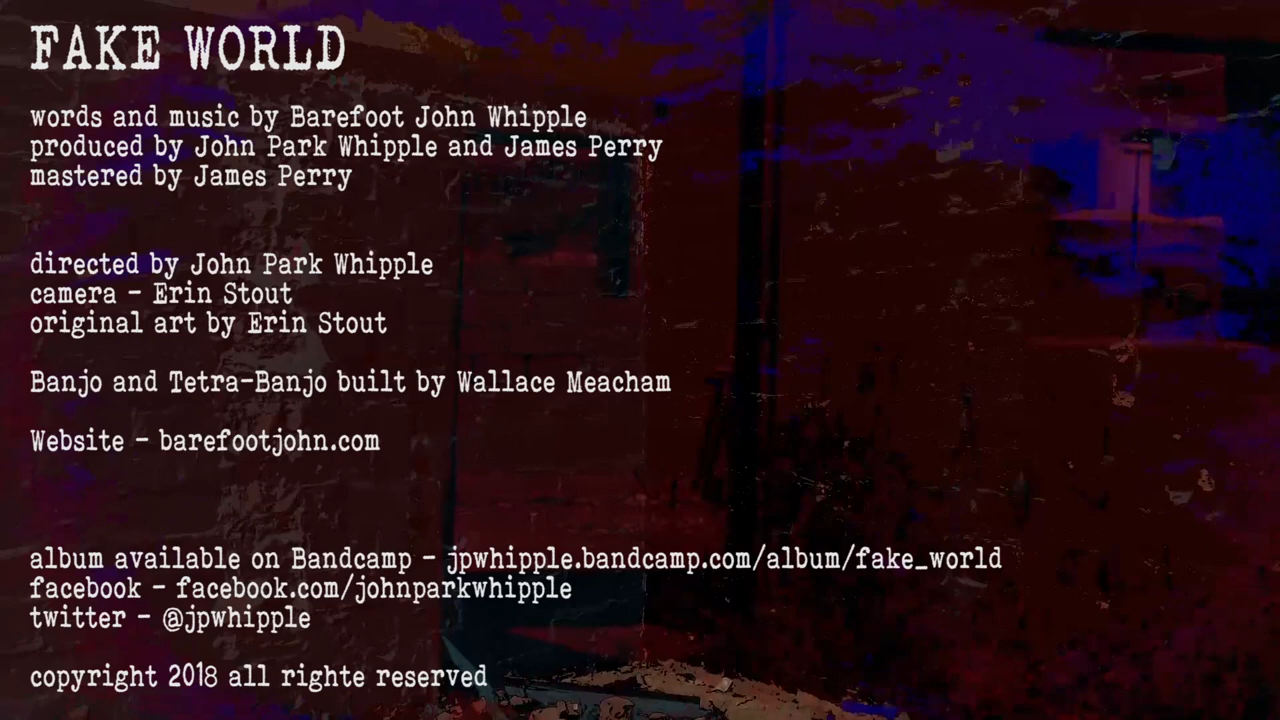 FAKE WORLD
words and music by Barefoot John Whipple
produced by John Park Whipple and James Perry
mastered by James Perry
directed by John Park Whipple
camera - Erin Stout
original art by Erin Stout
Banjo and Tetra-Banjo built by Wallace Meacham
Website - barefootjohn.com
album available on Bandcamp - jpwhipple.bandcamp.com/album/fake_world
facebook - facebook.com/johnparkwhipple
twitter - @jpwhipple
copyright 2018 all righte reserved